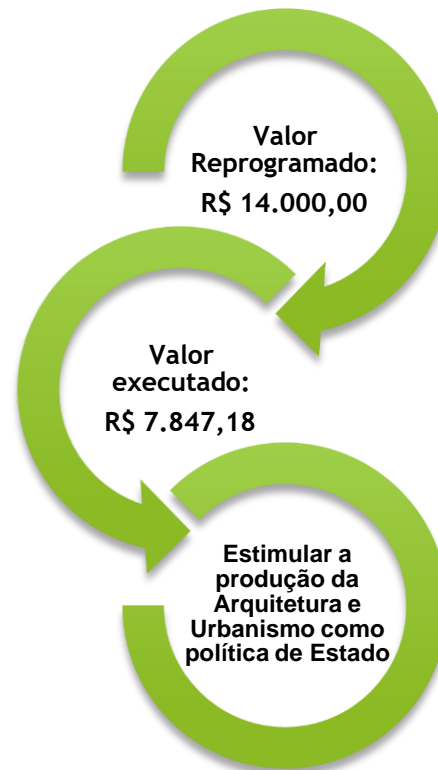 Valor
Reprogramado:
R$ 14.000,00
Valor
executado:
R$ 7.847,18
Estimular a
produção da
Arquitetura e
Urbanismo como
política de Estado